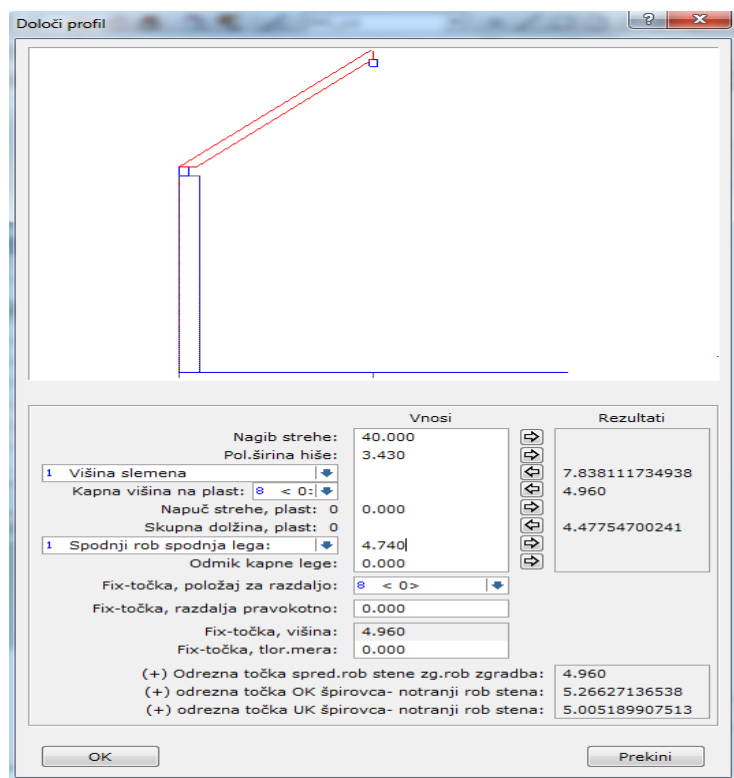 Določi profil
Vnosi Rezultati
Nagib strehe: 40.000
Pol.širina hiše: 3.430
1 Višina slemena 7.838111734938
Kapna višina na plast: 8 < 0: 4.960
Napuč strehe, plast: 0 0.000
Skupna dolžina, plast: 0 4.47754700241
1 Spodnji rob spodnja lega: 4.740
Odmik kapne lege: 0.000
Fix-točka, položaj za razdaljo: 8 < 0>
Fix-točka, razdalja pravokotno: 0.000
Fix-točka, višina: 4.960
Fix-točka, tlor.mera: 0.000
(+) Odrezna točka spred.rob stene zg.rob zgradba: 4.960
(+) odrezna točka OK špirovca- notranji rob stena: 5.26627136538
(+) odrezna točka UK špirovca- notranji rob stena: 5.005189907513
OK Prekini